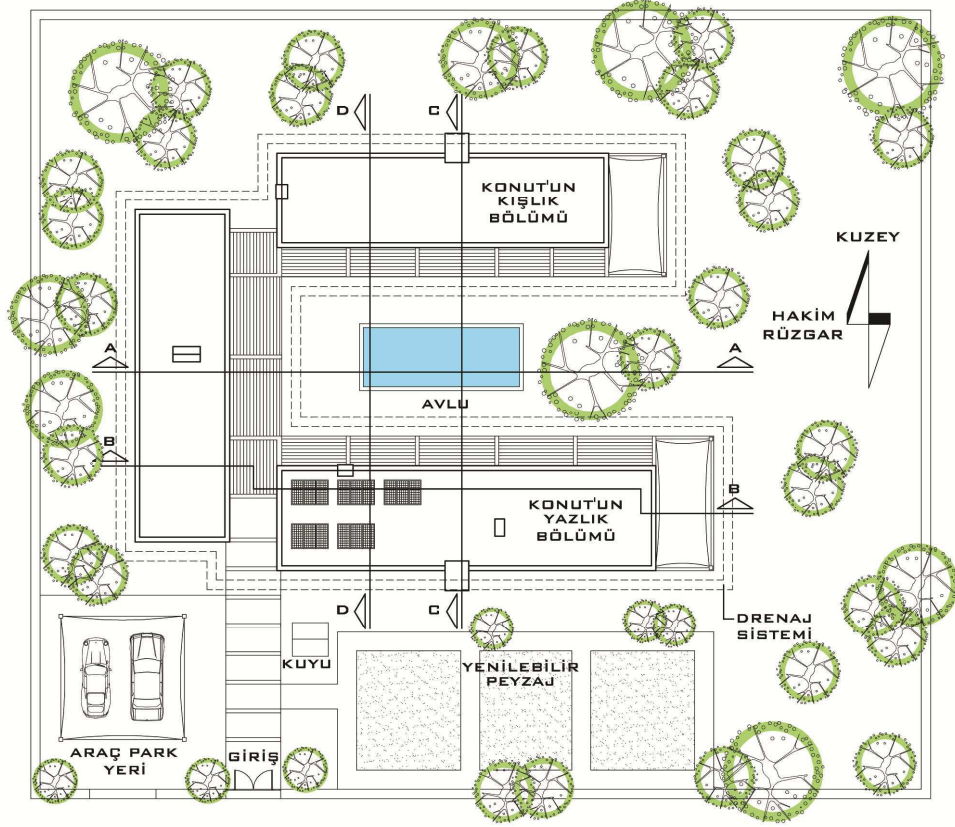 D
C
KONUT'UN
KIŞLIK
BÖLÜMÜ
KUZEY
HAKİM
RÜZGAR
A
A
AVLU
B
B
KONUT'UN
YAZLIK
BÖLÜMÜ
D
C
DRENAJ
SİSTEMİ
KUYU
YENİLEBİLİR
PEYZAJ
ARAÇ PARK
YERİ
GİRİŞ